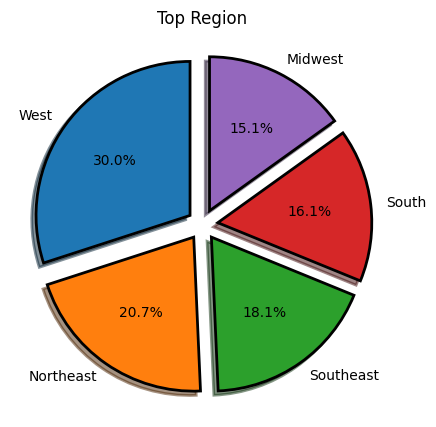 Top Region
Midwest
West
15.1%
30.0%
South
16.1%
20.7%
18.1%
Northeast
Southeast